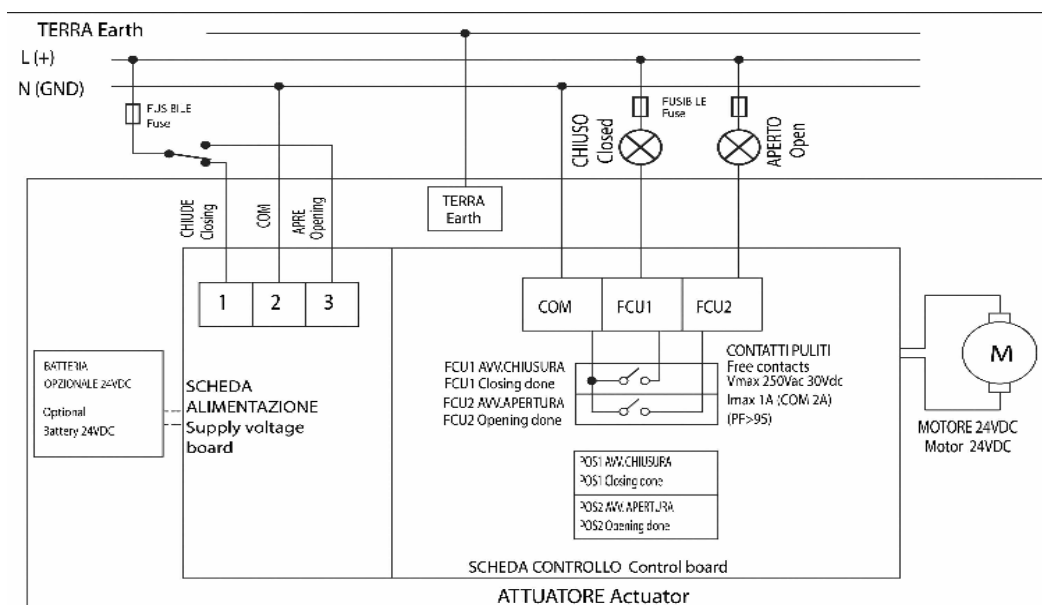 TERRA Earth
L (+)
N (GND)
FUSIBILE
Fuse
FUSIBILE
Fuse
CHIUSO
Closed
APERTO
Open
CHIUDE
Closing
COM
APRE
Opening
TERRA
Earth
1 2 3
COM FCU1 FCU2
BATTERIA
OPZIONALE 24VDC
Optional
Battery 24VDC
SCHEDA
ALIMENTAZIONE
Supply voltage
board
FCU1 AVV.CHIUSURA
FCU1 Closing done
FCU2 AVV.APERTURA
FCU2 Opening done
CONTATTI PULITI
Free contacts
Vmax 250Vac 30Vdc
Imax 1A (COM 2A)
(PF>95)
M
MOTORE 24VDC
Motor 24VDC
POS1 AVV.CHIUSURA
POS1 Closing done
POS2 AVV.APERTURA
POS2 Opening done
SCHEDA CONTROLLO Control board
ATTUATORE Actuator